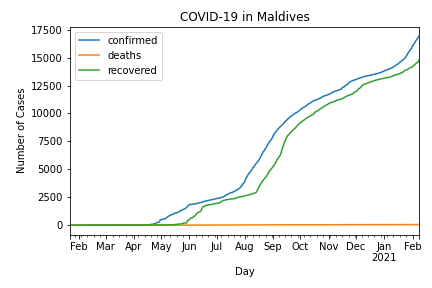 COVID-19 in Maldives
confirmed
deaths
recovered
Number of Cases
17500
15000
12500
10000
7500
5000
2500
0
Feb Mar Apr May Jun Jul Aug Sep Oct Nov Dec Jan Feb
2021
Day